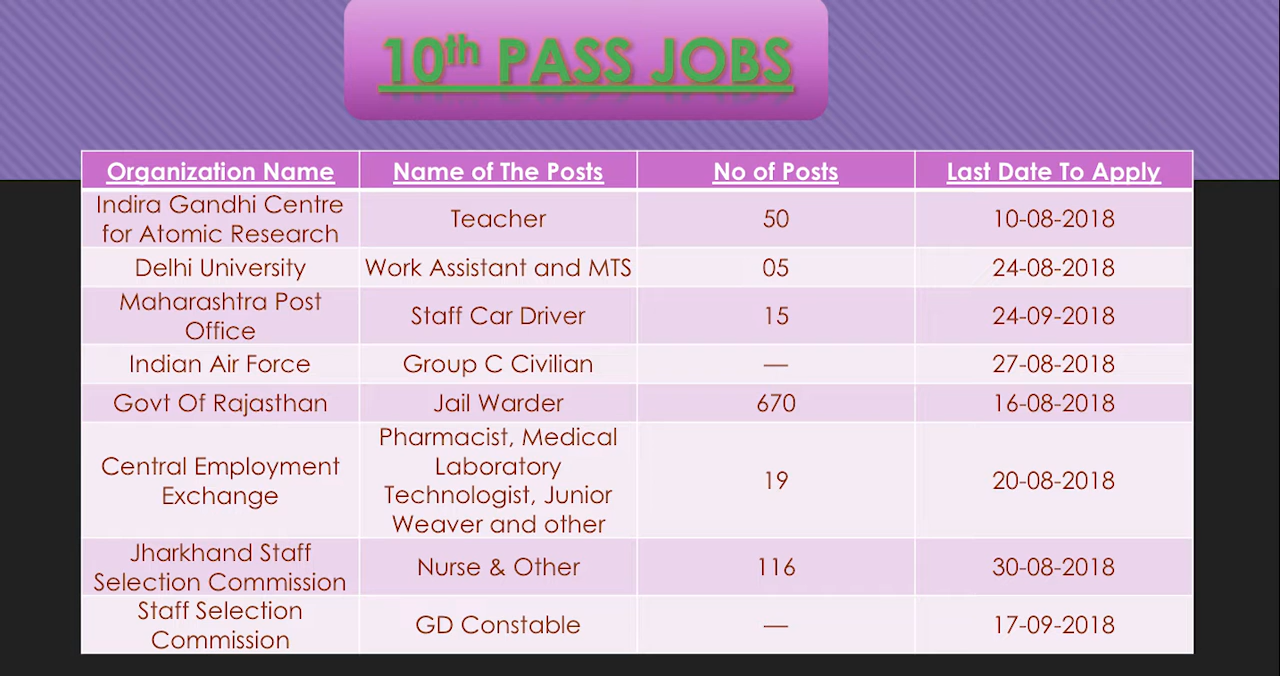 10th PASS JOBS
Organization Name Name of The Posts No of Posts Last Date To Apply
Indira Gandhi Centre
for Atomic Research Teacher 50 10-08-2018
Delhi University Work Assistant and MTS 05 24-08-2018
Maharashtra Post
Office Staff Car Driver 15 24-09-2018
Indian Air Force Group C Civilian — 27-08-2018
Govt Of Rajasthan Jail Warder 670 16-08-2018
Central Employment
Exchange
Pharmacist, Medical
Laboratory
Technologist, Junior
Weaver and other
19 20-08-2018
Jharkhand Staff
Selection Commission Nurse & Other 116 30-08-2018
Staff Selection
Commission GD Constable — 17-09-2018